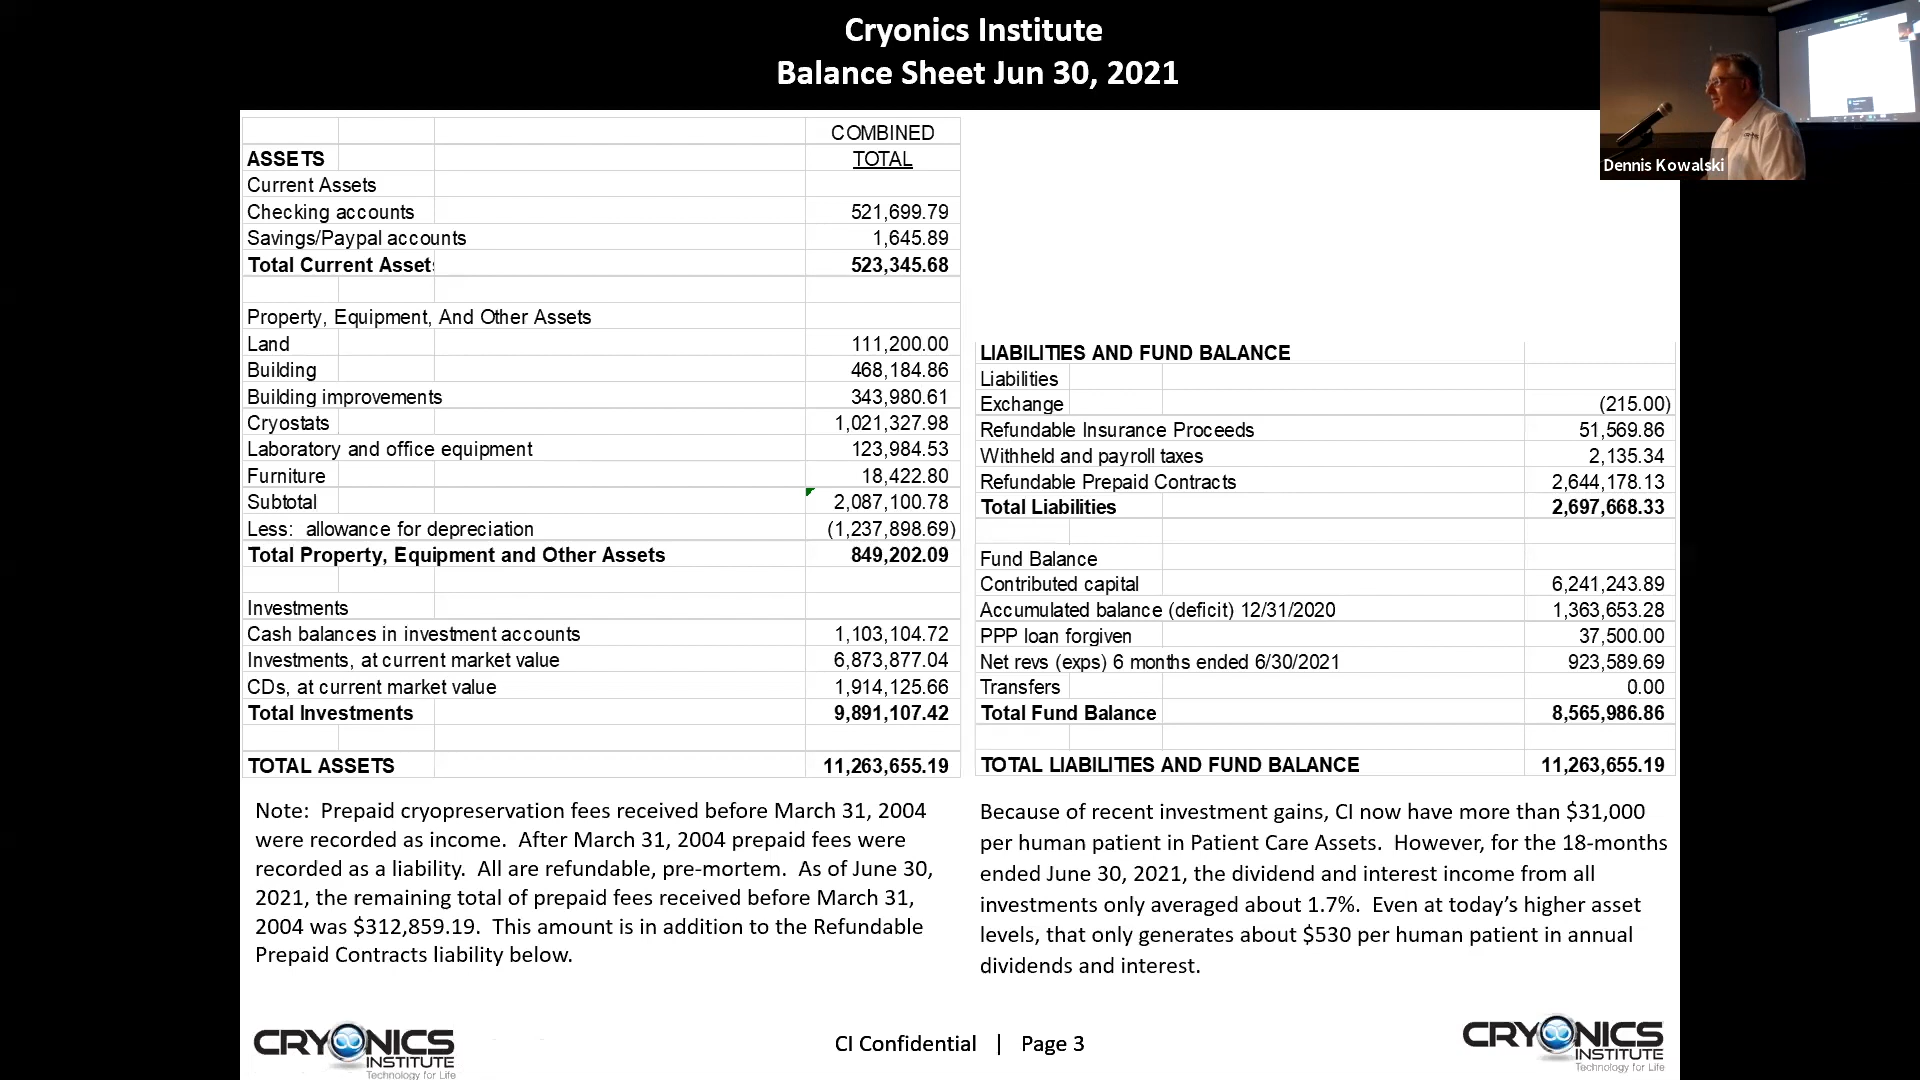 Cryonics Institute
Balance Sheet Jun 30, 2021
Dennis Kowalski
COMBINED
ASSETS TOTAL
Current Assets
Checking accounts 521,699.79
Savings/Paypal accounts 1,645.89
Total Current Assets 523,345.68
Property, Equipment, And Other Assets
Land 111,200.00
Building 468,184.86
Building improvements 343,980.61
Cryostats 1,021,327.98
Laboratory and office equipment 123,984.53
Furniture 18,422.80
Subtotal 2,087,100.78
Less: allowance for depreciation (1,237,898.69)
Total Property, Equipment and Other Assets 849,202.09
Investments
Cash balances in investment accounts 1,103,104.72
Investments, at current market value 6,873,877.04
CDs, at current market value 1,914,125.66
Total Investments 9,891,107.42
TOTAL ASSETS 11,263,655.19
LIABILITIES AND FUND BALANCE
Liabilities
Exchange (215.00)
Refundable Insurance Proceeds 51,569.86
Withheld and payroll taxes 2,135.34
Refundable Prepaid Contracts 2,644,178.13
Total Liabilities 2,697,668.33
Fund Balance
Contributed capital 6,241,243.89
Accumulated balance (deficit) 12/31/2020 1,363,653.28
PPP loan forgiven 37,500.00
Net revs (exps) 6 months ended 6/30/2021 923,589.69
Transfers 0.00
Total Fund Balance 8,565,986.86
TOTAL LIABILITIES AND FUND BALANCE 11,263,655.19
Note: Prepaid cryopreservation fees received before March 31, 2004
were recorded as income. After March 31, 2004 prepaid fees were
recorded as a liability. All are refundable, pre-mortem. As of June 30,
2021, the remaining total of prepaid fees received before March 31,
2004 was $312,859.19. This amount is in addition to the Refundable
Prepaid Contracts liability below.
Because of recent investment gains, CI now have more than $31,000
per human patient in Patient Care Assets. However, for the 18-months
ended June 30, 2021, the dividend and interest income from all
investments only averaged about 1.7%. Even at today's higher asset
levels, that only generates about $530 per human patient in annual
dividends and interest.
CRYONICS
INSTITUTE
Technology for Life
CI Confidential | Page 3
CRYONICS
INSTITUTE
Technology for Life